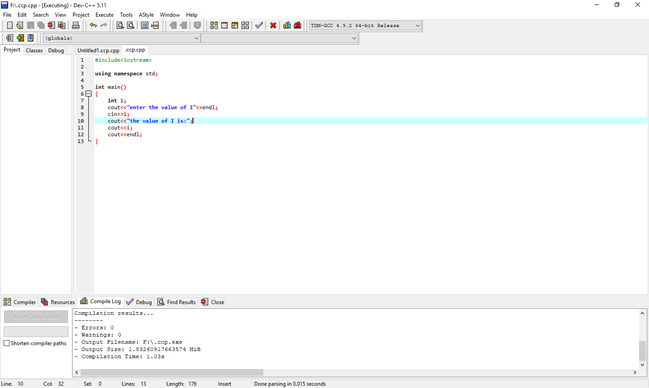 F:\.ccp.cpp - [Executing] - Dev-C++ 5.11
File Edit Search View Project Execute Tools AStyle Window Help
TDM-GCC 4.9.2 64-bit Release
(globals)
Project Classes Debug
Untitled1.cpp.cpp .ccp.cpp
1 #include<iostream>
2
3 using namespace std;
4
5 int main()
6 {
7 int i;
8 cout<<"enter the value of I"<<endl;
9 cin>>i;
10 cout<<"the value of I is:";
11 cout<<i;
12 cout<<endl;
13 }
Compiler Resources Compile Log Debug Find Results Close
Abort Compilation
Shorten compiler paths
Compilation results...
--------
- Errors: 0
- Warnings: 0
- Output Filename: F:\.ccp.exe
- Output Size: 1.83260917663574 MiB
- Compilation Time: 1.03s
Line: 10 Col: 32 Sel: 0 Lines: 13 Length: 176 Insert Done parsing in 0.015 seconds